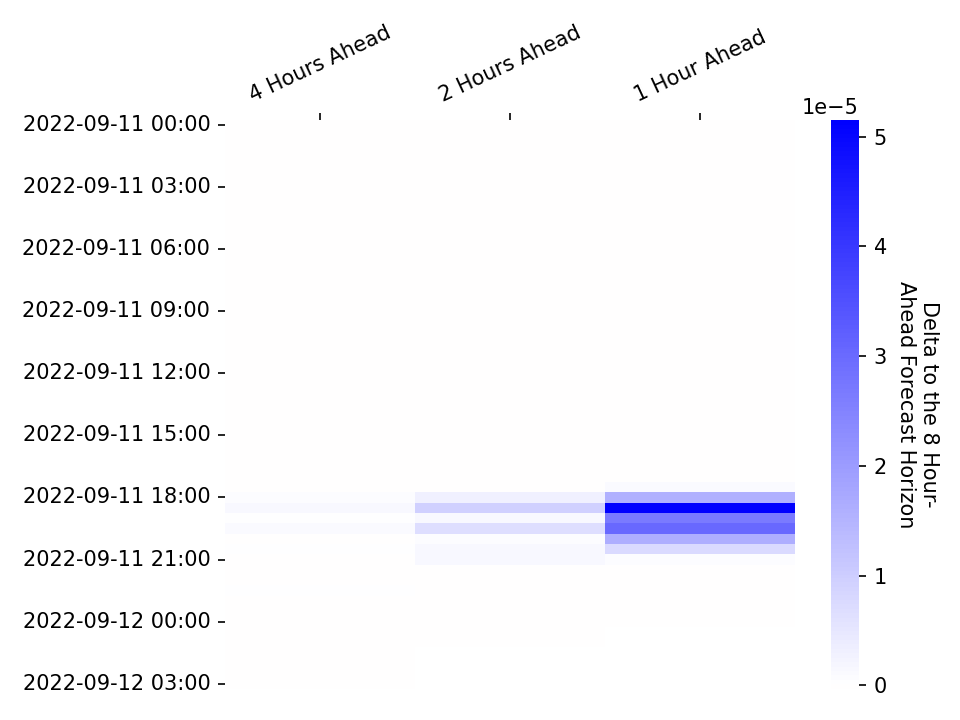 4 Hours Ahead
2 Hours Ahead
1 Hour Ahead
1e−5
2022-09-11 00:00
2022-09-11 03:00
2022-09-11 06:00
2022-09-11 09:00
2022-09-11 12:00
2022-09-11 15:00
2022-09-11 18:00
2022-09-11 21:00
2022-09-12 00:00
2022-09-12 03:00
5
4
3
2
1
0
Delta to the 8 Hour-
Ahead Forecast Horizon